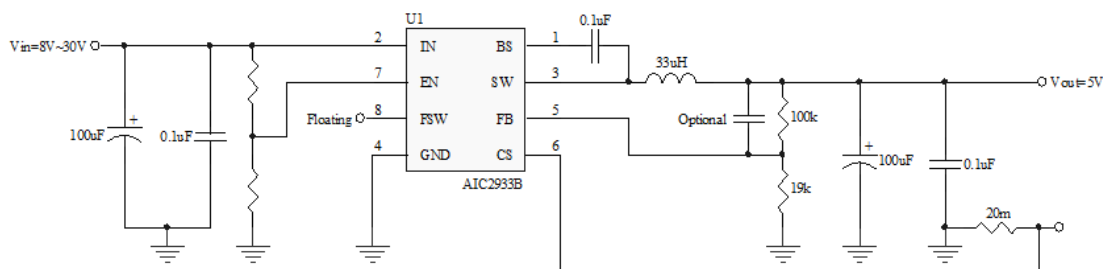 U1
0.1uF
Vin=8V~30V
2
IN
BS
1
33uH
7
EN
SW
3
Vout=5V
100uF
0.1uF
Floating
8
FSW
FB
5
Optional
100k
4
GND
CS
6
100uF
0.1uF
AIC2933B
19k
20m
+
+